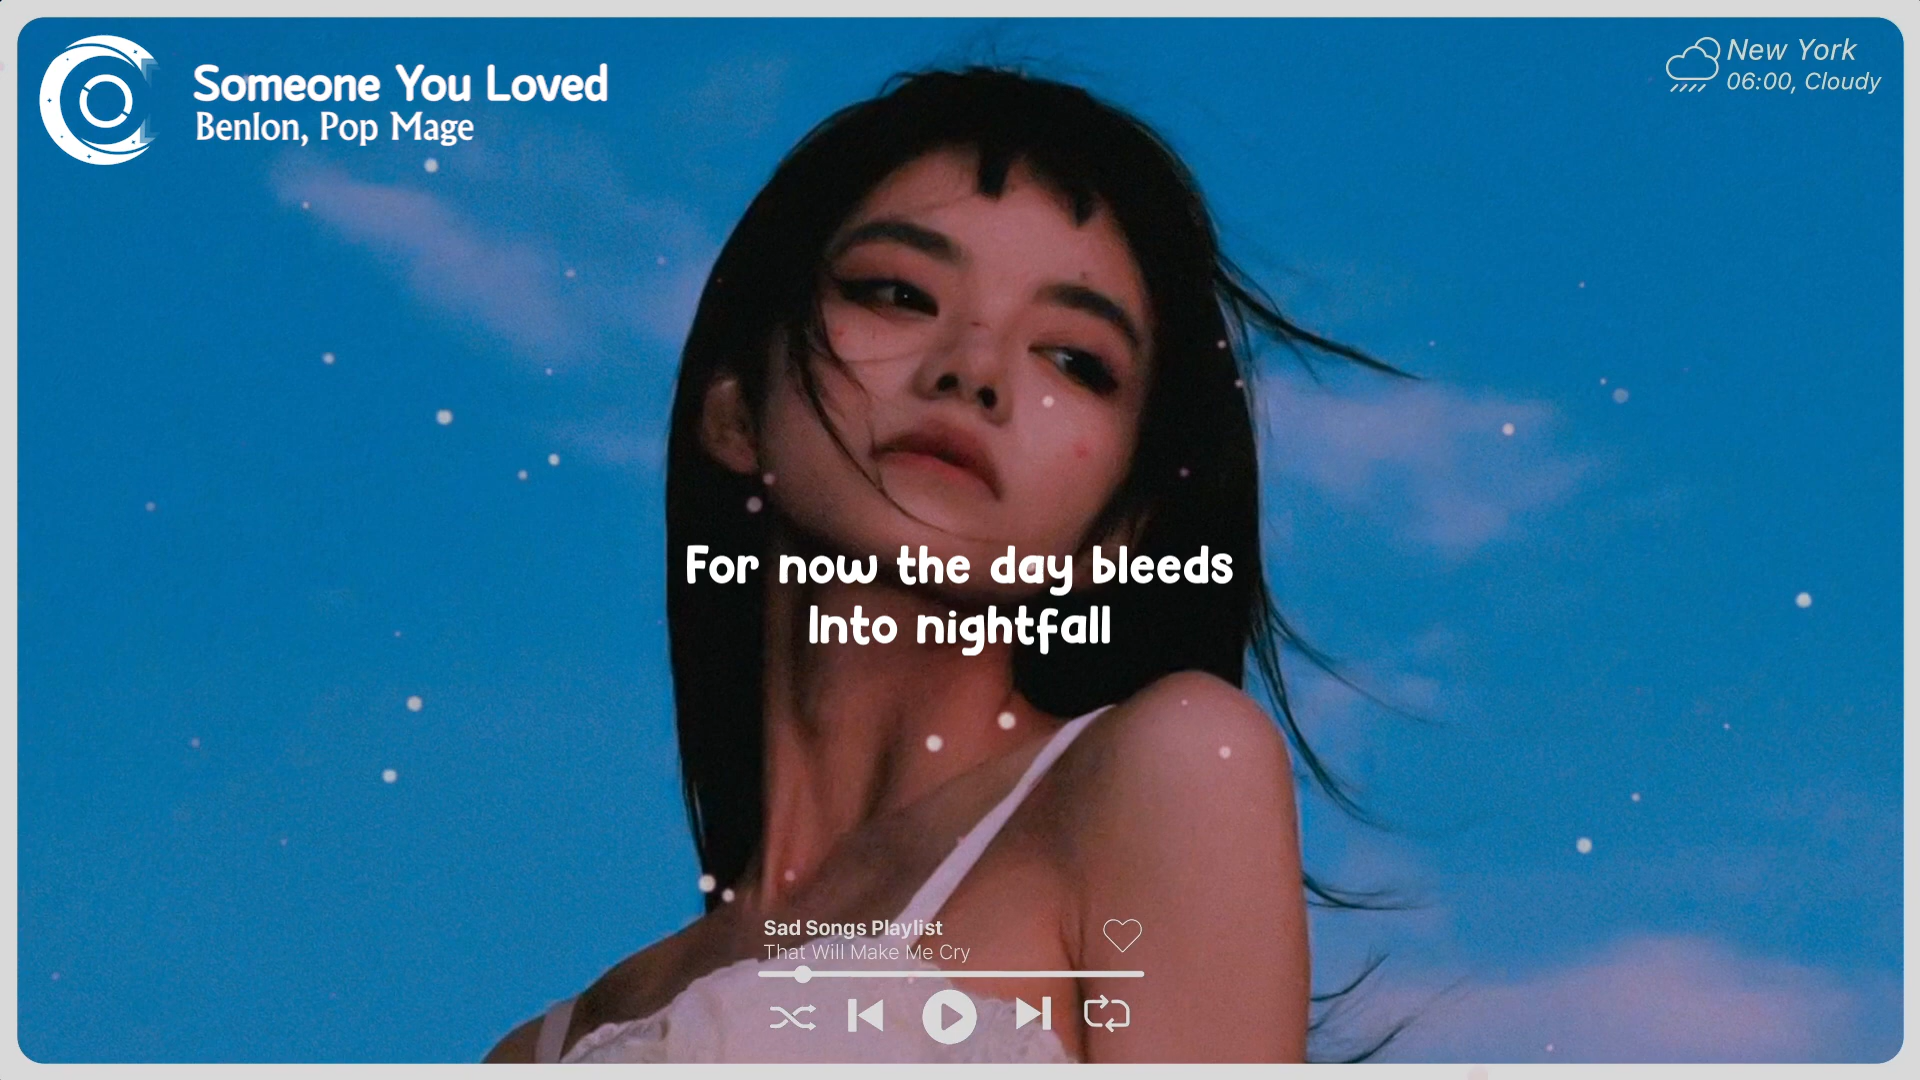 Someone You Loved
Benlon, Pop Mage
New York
06:00, Cloudy
For now the day bleeds
Into nightfall
Sad Songs Playlist
That Will Make Me Cry